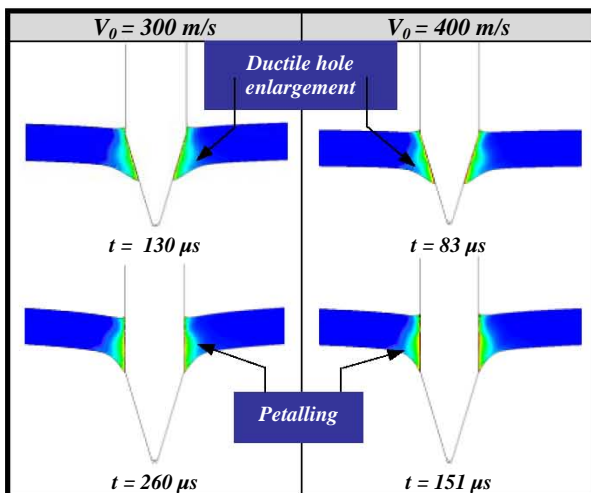 V0 = 300 m/s
V0 = 400 m/s
Ductile hole
enlargement
t = 130 µs
t = 83 µs
Petalling
t = 260 µs
t = 151 µs